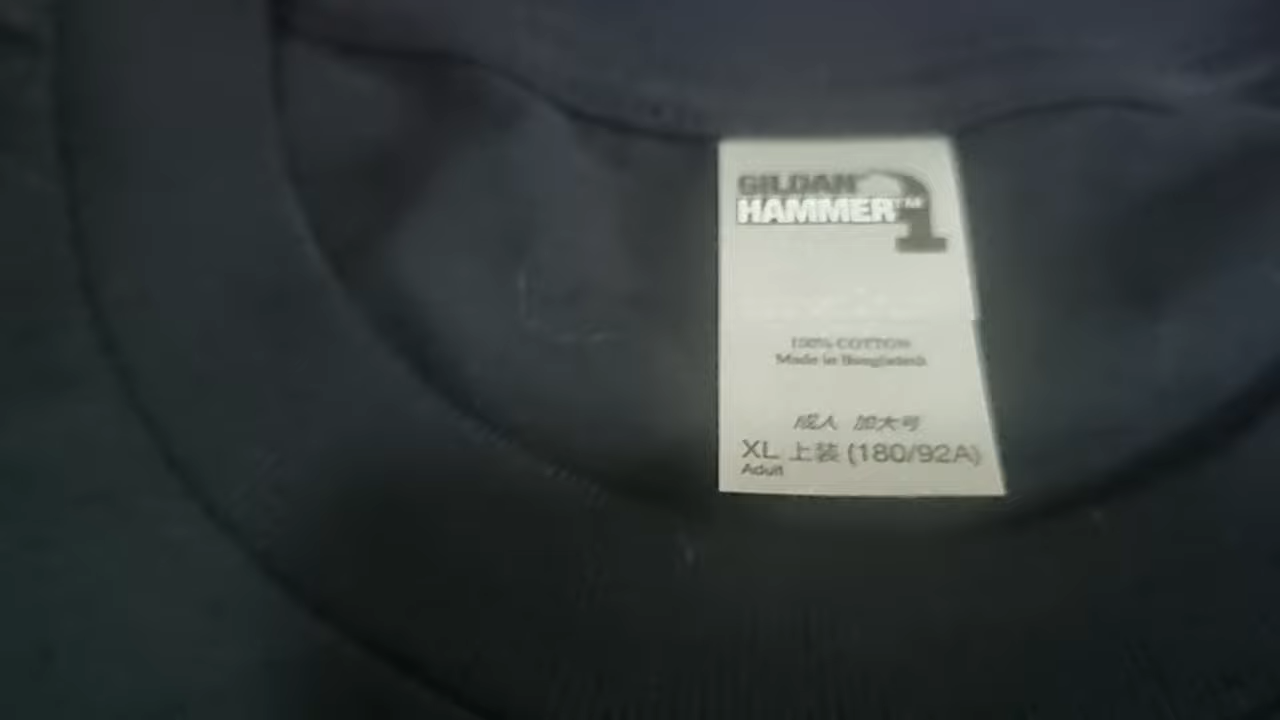 GILDAN
HAMMER™
100% COTTON
Made in Bangladesh
成人 加大号
XL 上装 (180/92A)
Adult